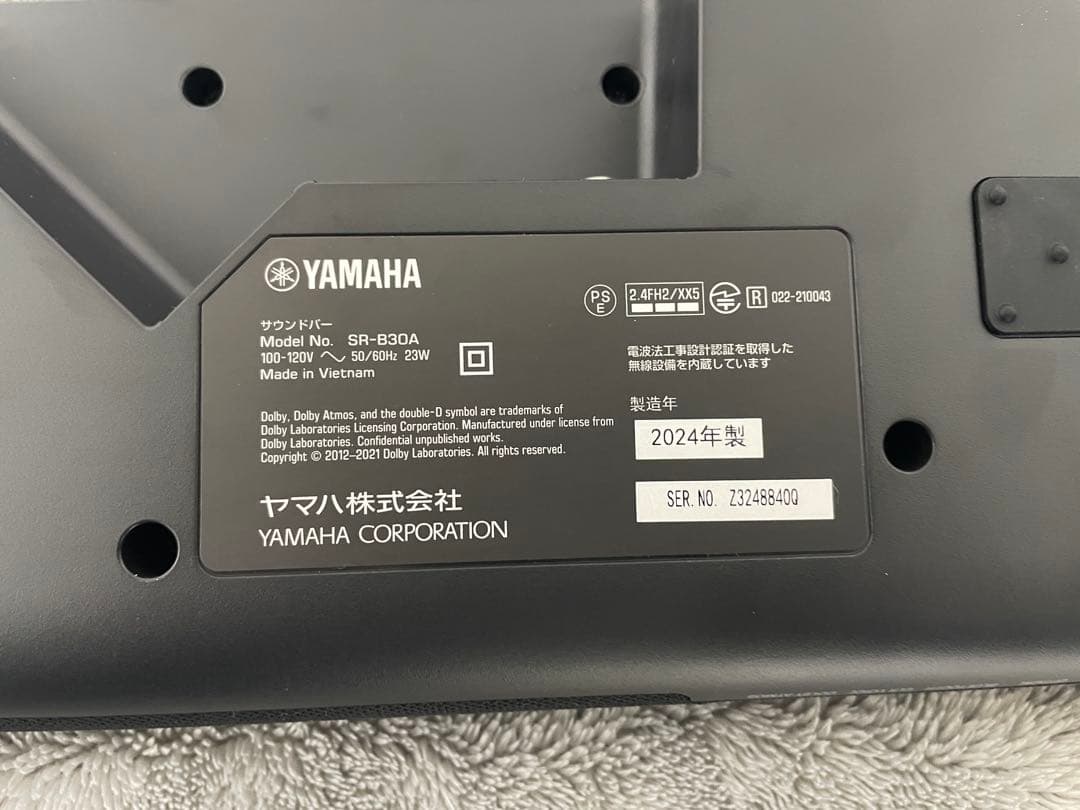 YAMAHA
サウンドバー
Model No. SR-B30A
100-120V 50/60Hz 23W
Made in Vietnam
Dolby, Dolby Atmos, and the double-D symbol are trademarks of
Dolby Laboratories Licensing Corporation. Manufactured under license from
Dolby Laboratories. Confidential unpublished works.
Copyright © 2012–2021 Dolby Laboratories. All rights reserved.
ヤマハ株式会社
YAMAHA CORPORATION
PS
E
2.4FH2/XX5
R 022-210043
電波法工事設計認証を取得した
無線設備を内蔵しています
製造年
2024年製
SER. NO. Z3248840Q